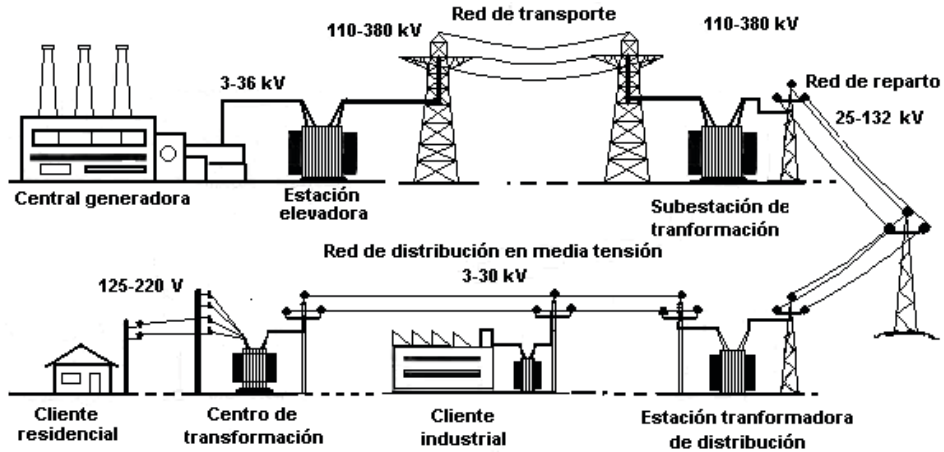 Red de transporte
110-380 kV
110-380 kV
3-36 kV
Red de reparto
25-132 kV
Central generadora
Estación
elevadora
Subestación de
tranformación
Red de distribución en media tensión
3-30 kV
125-220 V
Cliente
residencial
Centro de
transformación
Cliente
industrial
Estación tranformadora
de distribución